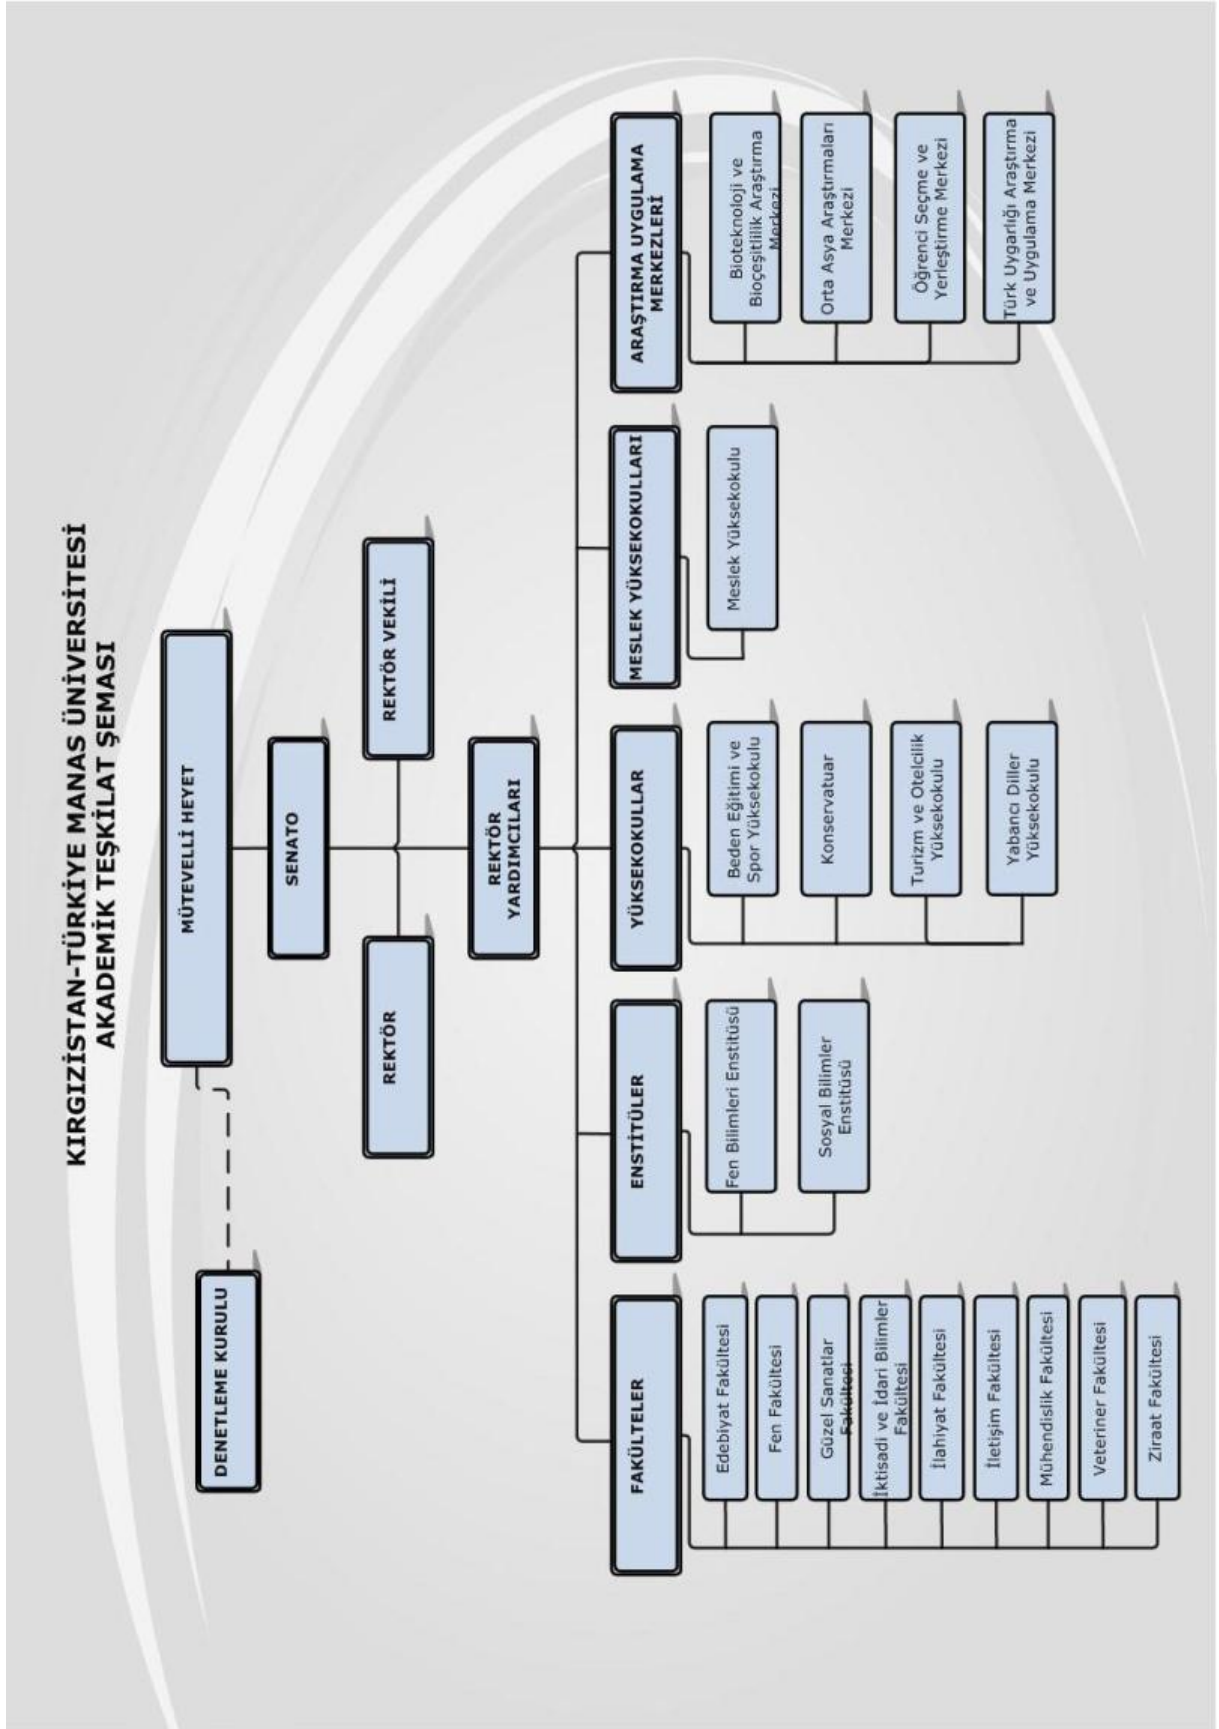 KIRGIZİSTAN-TÜRKİYE MANAS ÜNİVERSİTESİ
AKADEMİK TEŞKİLAT ŞEMASI
MÜTEVELLİ HEYET
DENETLEME KURULU
SENATO
REKTÖR
REKTÖR VEKİLİ
REKTÖR
YARDIMCILARI
FAKÜLTELER
Edebiyat Fakültesi
Fen Fakültesi
Güzel Sanatlar
Fakültesi
İktisadi ve İdari Bilimler
Fakültesi
İlahiyat Fakültesi
İletişim Fakültesi
Mühendislik Fakültesi
Veteriner Fakültesi
Ziraat Fakültesi
ENSTİTÜLER
Fen Bilimleri Enstitüsü
Sosyal Bilimler
Enstitüsü
YÜKSEKOKULLAR
Beden Eğitimi ve
Spor Yüksekokulu
Konservatuar
Turizm ve Otelcilik
Yüksekokulu
Yabancı Diller
Yüksekokulu
MESLEK YÜKSEKOKULLARI
Meslek Yüksekokulu
ARAŞTIRMA UYGULAMA
MERKEZLERİ
Bioteknoloji ve
Bioçeşitlilik Araştırma
Merkezi
Orta Asya Araştırmaları
Merkezi
Öğrenci Seçme ve
Yerleştirme Merkezi
Türk Uygarlığı Araştırma
ve Uygulama Merkezi